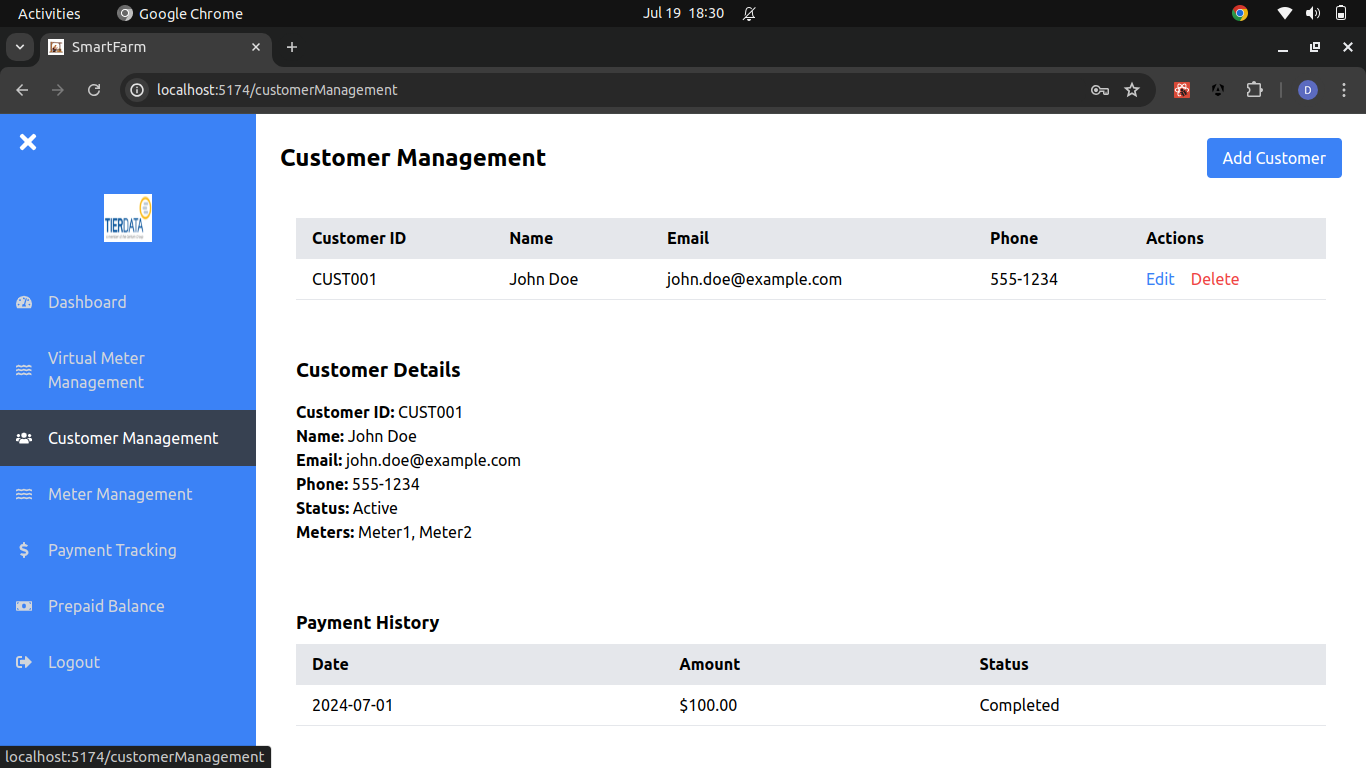 Activities Google Chrome Jul 19 18:30
SmartFarm
localhost:5174/customerManagement
D
Customer Management
Add Customer
TIERDATA
Customer ID Name Email Phone Actions
CUST001 John Doe john.doe@example.com 555-1234 Edit Delete
Dashboard
Virtual Meter
Management
Customer Management
Meter Management
Payment Tracking
Prepaid Balance
Logout
Customer Details
Customer ID: CUST001
Name: John Doe
Email: john.doe@example.com
Phone: 555-1234
Status: Active
Meters: Meter1, Meter2
Payment History
Date Amount Status
2024-07-01 $100.00 Completed
localhost:5174/customerManagement